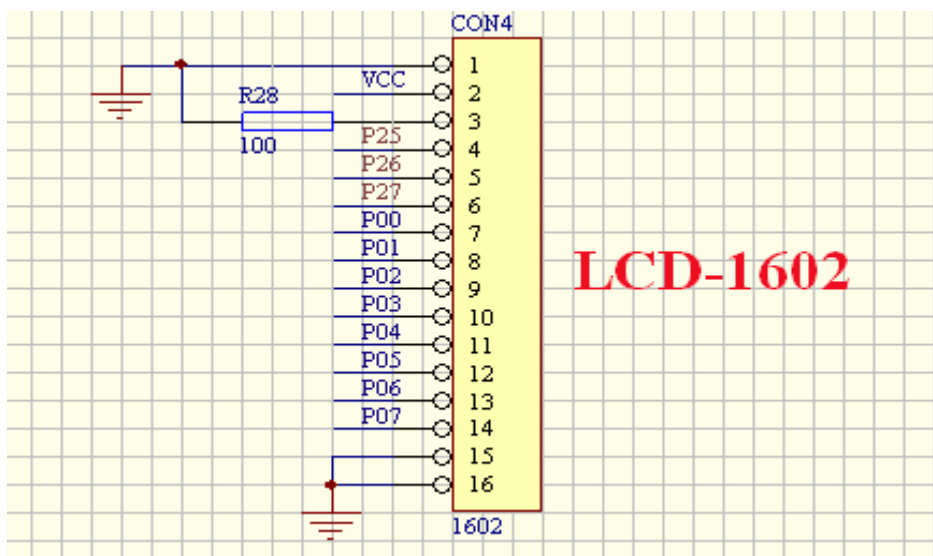 CON4
1
VCC 2
R28
3
100
P25 4
P26 5
P27 6
P00 7
P01 8
LCD-1602
P02 9
P03 10
P04 11
P05 12
P06 13
P07 14
15
16
1602